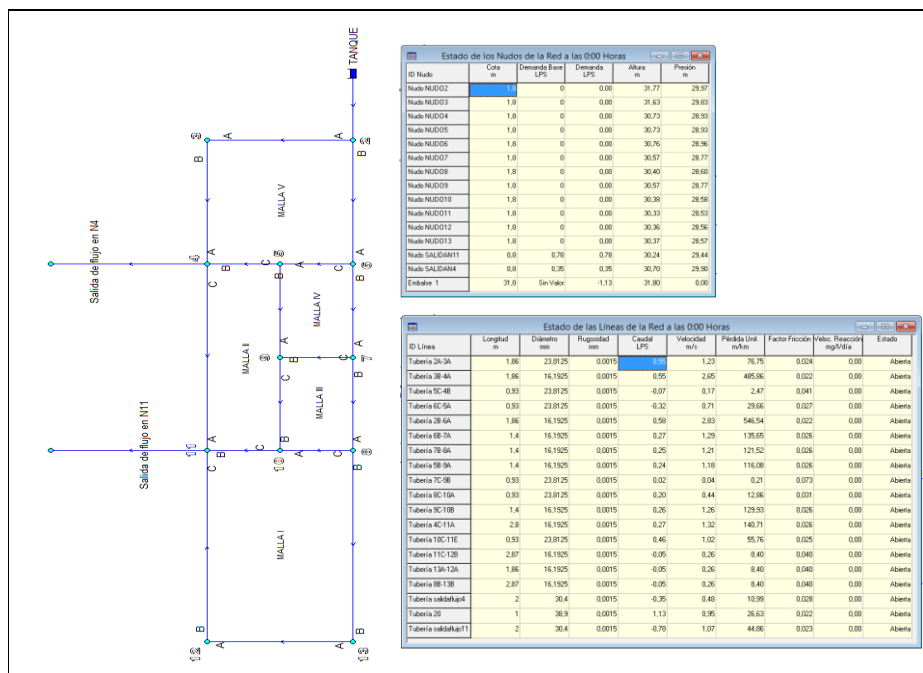 TANQUE
3
A
A
2
B
B
MALLA V
Salida de flujo en N4
4
A
B
C
5
C
B
A
6
A
C
B
MALLA IV
MALLA II
9
A
C
B
7
A
C
B
MALLA III
Salida de flujo en N11
11
A
B
C
C
B
10
A
8
A
C
B
MALLA I
12
B
A
13
B
A
Estado de los Nudos de la Red a las 0:00 Horas
ID Nudo Cota m Demanda Base LPS Demanda LPS Altura m Presión m
Nudo NUDO2 1,8 0 0,00 31,77 29,97
Nudo NUDO3 1,8 0 0,00 31,63 29,83
Nudo NUDO4 1,8 0 0,00 30,73 28,93
Nudo NUDO5 1,8 0 0,00 30,73 28,93
Nudo NUDO6 1,8 0 0,00 30,76 28,96
Nudo NUDO7 1,8 0 0,00 30,57 28,77
Nudo NUDO8 1,8 0 0,00 30,40 28,60
Nudo NUDO9 1,8 0 0,00 30,57 28,77
Nudo NUDO10 1,8 0 0,00 30,38 28,58
Nudo NUDO11 1,8 0 0,00 30,33 28,53
Nudo NUDO12 1,8 0 0,00 30,36 28,56
Nudo NUDO13 1,8 0 0,00 30,37 28,57
Nudo SALIDAN11 0,8 0,78 0,78 30,24 29,44
Nudo SALIDAN4 0,8 0,35 0,35 30,70 29,90
Embalse 1 31,8 Sin Valor -1,13 31,80 0,00
Estado de las Líneas de la Red a las 0:00 Horas
ID Línea Longitud m Diámetro mm Rugosidad mm Caudal LPS Velocidad m/s Pérdida Unit. m/km Factor Fricción Veloc. Reacción mg/l/día Estado
Tubería 2A-3A 1,86 23,8125 0,0015 0,55 1,23 76,75 0,024 0,00 Abierta
Tubería 3B-4A 1,86 16,1925 0,0015 0,55 2,65 485,86 0,022 0,00 Abierta
Tubería 5C-4B 0,93 23,8125 0,0015 -0,07 0,17 2,47 0,041 0,00 Abierta
Tubería 6C-5A 0,93 23,8125 0,0015 -0,32 0,71 29,66 0,027 0,00 Abierta
Tubería 2B-6A 1,86 16,1925 0,0015 0,58 2,83 546,54 0,022 0,00 Abierta
Tubería 6B-7A 1,4 16,1925 0,0015 0,27 1,29 135,65 0,026 0,00 Abierta
Tubería 7B-8A 1,4 16,1925 0,0015 0,25 1,21 121,52 0,026 0,00 Abierta
Tubería 5B-9A 1,4 16,1925 0,0015 0,24 1,18 116,08 0,026 0,00 Abierta
Tubería 7C-9B 0,93 23,8125 0,0015 0,02 0,04 0,21 0,073 0,00 Abierta
Tubería 8C-10A 0,93 23,8125 0,0015 0,20 0,44 12,86 0,031 0,00 Abierta
Tubería 9C-10B 1,4 16,1925 0,0015 0,26 1,26 129,93 0,026 0,00 Abierta
Tubería 4C-11A 2,8 16,1925 0,0015 0,27 1,32 140,71 0,026 0,00 Abierta
Tubería 10C-11E 0,93 23,8125 0,0015 0,46 1,02 55,76 0,025 0,00 Abierta
Tubería 11C-12B 2,87 16,1925 0,0015 -0,05 0,26 8,40 0,040 0,00 Abierta
Tubería 13A-12A 1,86 16,1925 0,0015 -0,05 0,26 8,40 0,040 0,00 Abierta
Tubería 8B-13B 2,87 16,1925 0,0015 -0,05 0,26 8,40 0,040 0,00 Abierta
Tubería salidaflujo4 2 30,4 0,0015 -0,35 0,48 10,99 0,028 0,00 Abierta
Tubería 20 1 38,9 0,0015 1,13 0,95 26,63 0,022 0,00 Abierta
Tubería salidaflujo11 2 30,4 0,0015 -0,78 1,07 44,86 0,023 0,00 Abierta